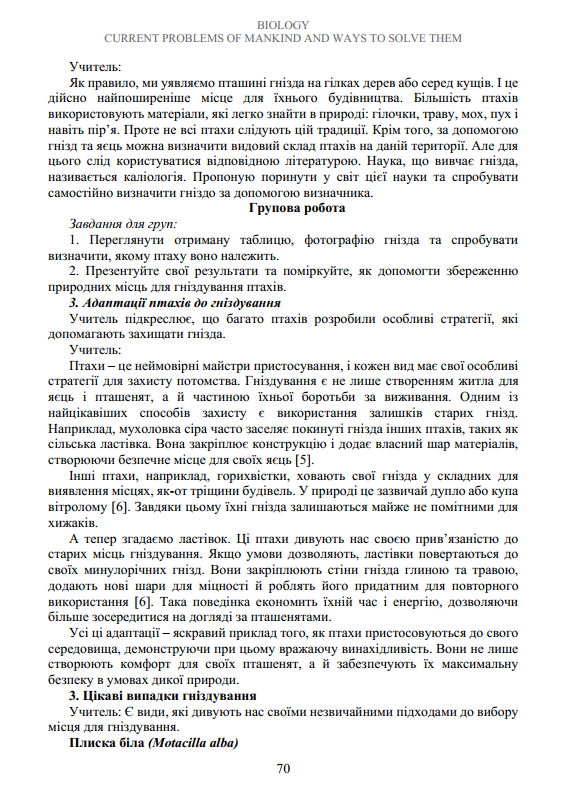 BIOLOGY
CURRENT PROBLEMS OF MANKIND AND WAYS TO SOLVE THEM
Учитель:
Як правило, ми уявляємо пташині гнізда на гілках дерев або серед кущів. І це
дійсно найпоширеніше місце для їхнього будівництва. Більшість птахів
використовують матеріали, які легко знайти в природі: гілочки, траву, мох, пух і
навіть пір’я. Проте не всі птахи слідують цій традиції. Крім того, за допомогою
гнізд та яєць можна визначити видовий склад птахів на даній території. Але для
цього слід користуватися відповідною літературою. Наука, що вивчає гнізда,
називається каліологія. Пропоную поринути у світ цієї науки та спробувати
самостійно визначити гніздо за допомогою визначника.
Групова робота
Завдання для груп:
1. Переглянути отриману таблицю, фотографію гнізда та спробувати
визначити, якому птаху воно належить.
2. Презентуйте свої результати та поміркуйте, як допомогти збереженню
природних місць для гніздування птахів.
3. Адаптації птахів до гніздування
Учитель підкреслює, що багато птахів розробили особливі стратегії, які
допомагають захищати гнізда.
Учитель:
Птахи – це неймовірні майстри пристосування, і кожен вид має свої особливі
стратегії для захисту потомства. Гніздування є не лише створенням житла для
яєць і пташенят, а й частиною їхньої боротьби за виживання. Одним із
найцікавіших способів захисту є використання залишків старих гнізд.
Наприклад, мухоловка сіра часто заселяє покинуті гнізда інших птахів, таких як
сільська ластівка. Вона закріплює конструкцію і додає власний шар матеріалів,
створюючи безпечне місце для своїх яєць [5].
Інші птахи, наприклад, горихвістки, ховають свої гнізда у складних для
виявлення місцях, як-от тріщини будівель. У природі це зазвичай дупло або купа
вітролому [6]. Завдяки цьому їхні гнізда залишаються майже не помітними для
хижаків.
А тепер згадаємо ластівок. Ці птахи дивують нас своєю прив’язаністю до
старих місць гніздування. Якщо умови дозволяють, ластівки повертаються до
своїх минулорічних гнізд. Вони закріплюють стіни гнізда глиною та травою,
додають нові шари для міцності й роблять його придатним для повторного
використання [6]. Така поведінка економить їхній час і енергію, дозволяючи
більше зосередитися на догляді за пташенятами.
Усі ці адаптації – яскравий приклад того, як птахи пристосовуються до свого
середовища, демонструючи при цьому вражаючу винахідливість. Вони не лише
створюють комфорт для своїх пташенят, а й забезпечують їх максимальну
безпеку в умовах дикої природи.
3. Цікаві випадки гніздування
Учитель: Є види, які дивують нас своїми незвичайними підходами до вибору
місця для гніздування.
Плиска біла (Motacilla alba)
70